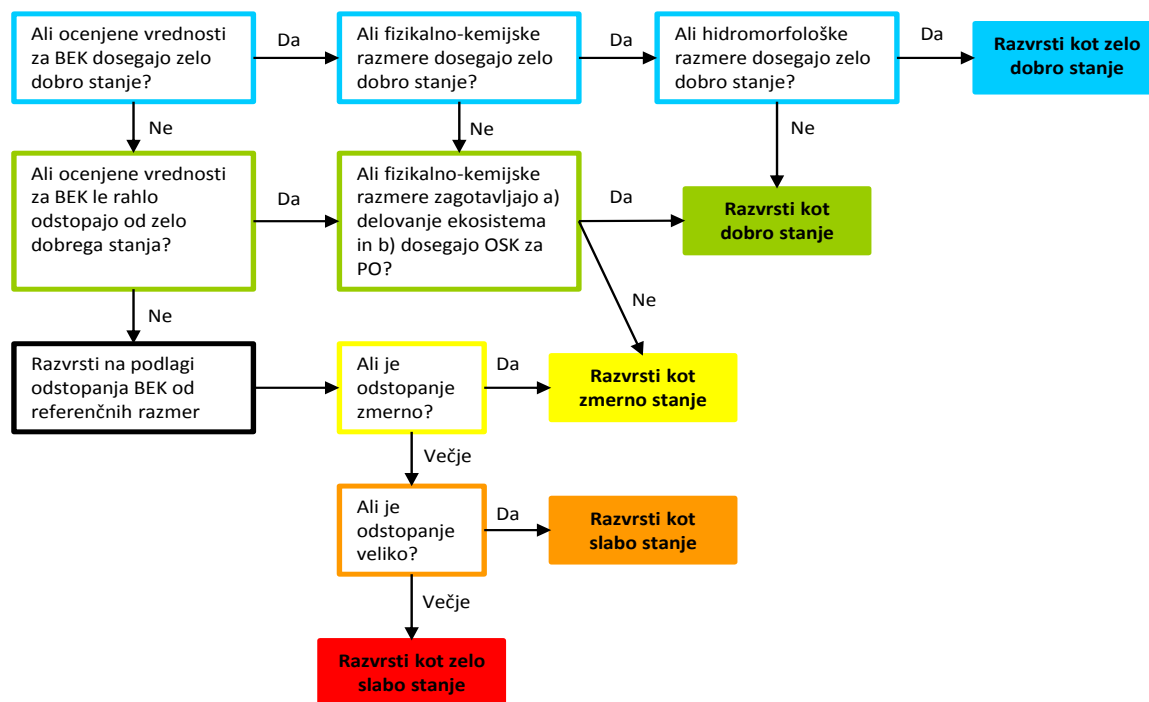 Ali ocenjene vrednosti
za BEK dosegajo zelo
dobro stanje?
Da
Ali fizikalno-kemijske
razmere dosegajo zelo
dobro stanje?
Da
Ali hidromorfološke
razmere dosegajo zelo
dobro stanje?
Da
Razvrsti kot zelo
dobro stanje
Ne
Ne
Ne
Ali ocenjene vrednosti
za BEK le rahlo
odstopajo od zelo
dobrega stanja?
Da
Ali fizikalno-kemijske
razmere zagotavljajo a)
delovanje ekosistema
in b) dosegajo OSK za
PO?
Da
Razvrsti kot
dobro stanje
Ne
Ne
Razvrsti na podlagi
odstopanja BEK od
referenčnih razmer
Ali je
odstopanje
zmerno?
Da
Razvrsti kot
zmerno stanje
Večje
Ali je
odstopanje
veliko?
Da
Razvrsti kot
slabo stanje
Večje
Razvrsti kot zelo
slabo stanje